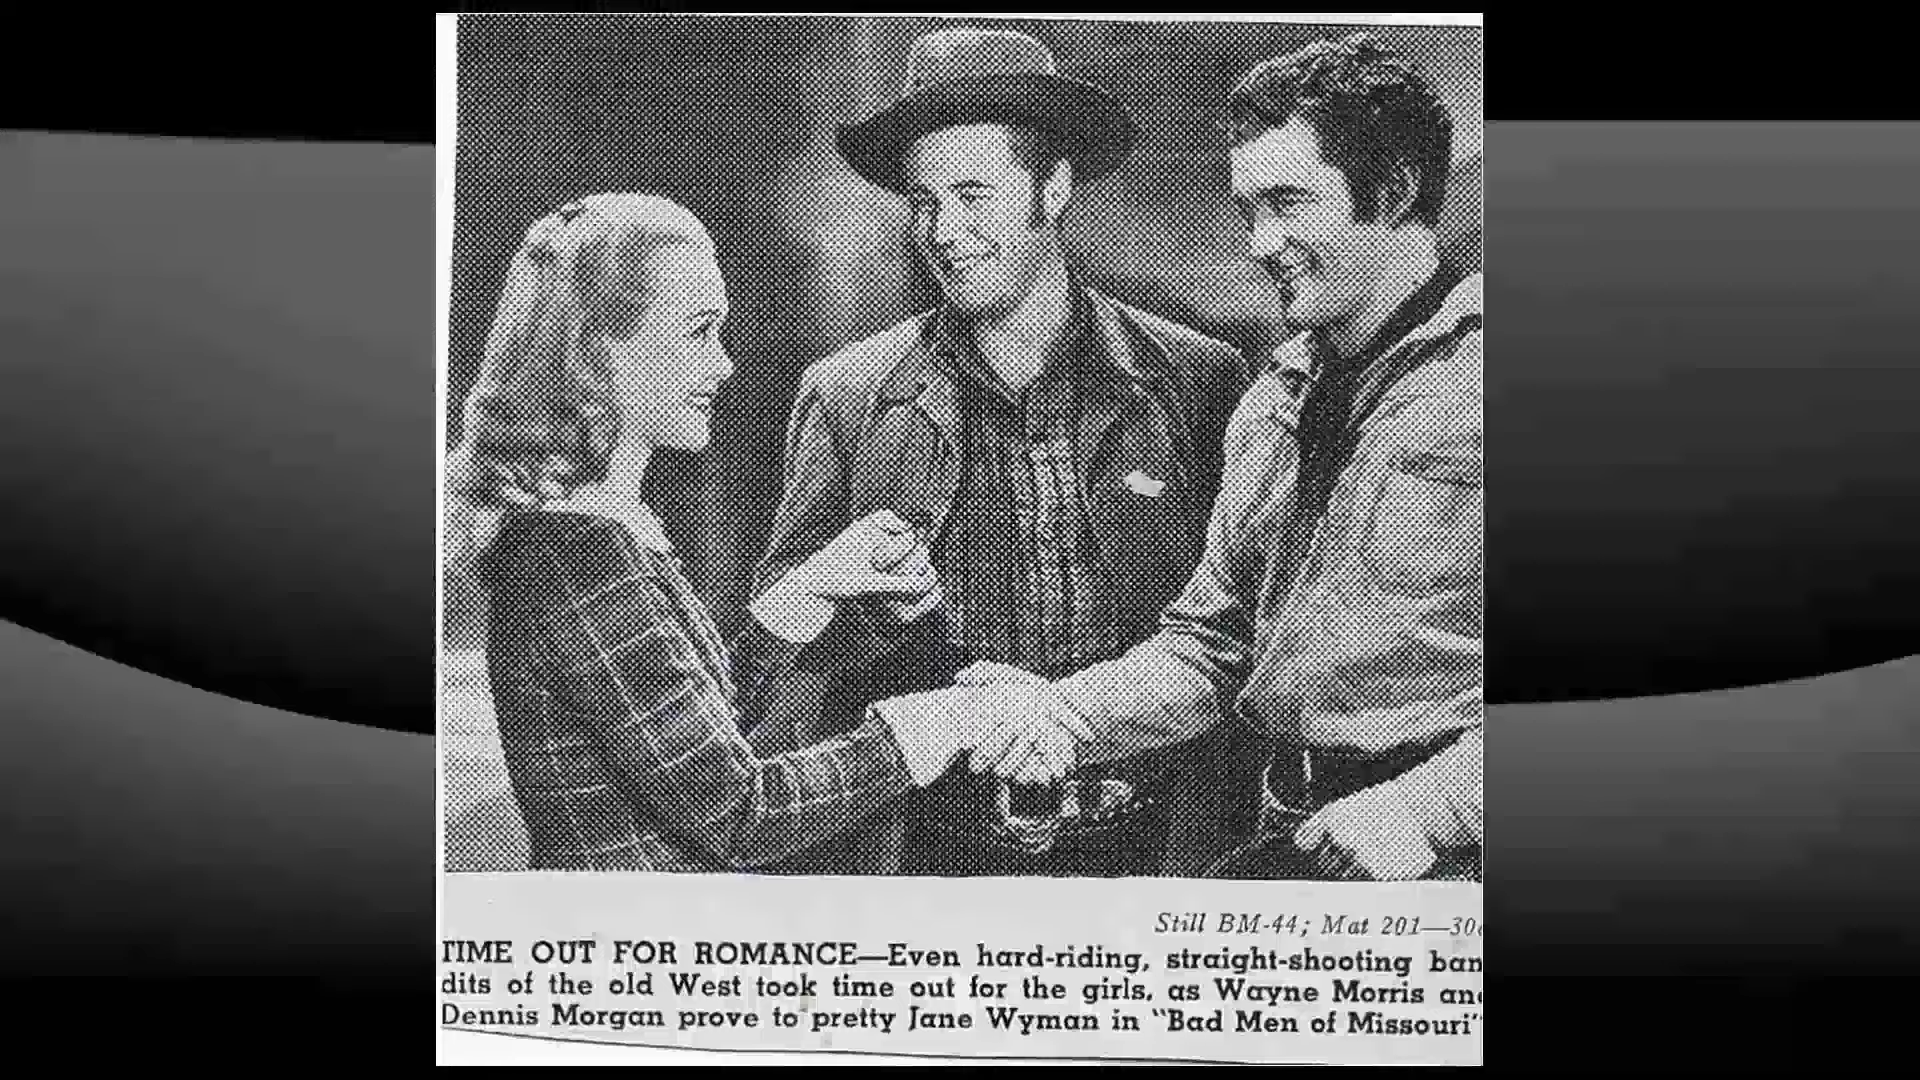 Still BM-44; Mat 201—30
TIME OUT FOR ROMANCE—Even hard-riding, straight-shooting ban
dits of the old West took time out for the girls, as Wayne Morris an
Dennis Morgan prove to pretty Jane Wyman in "Bad Men of Missouri"